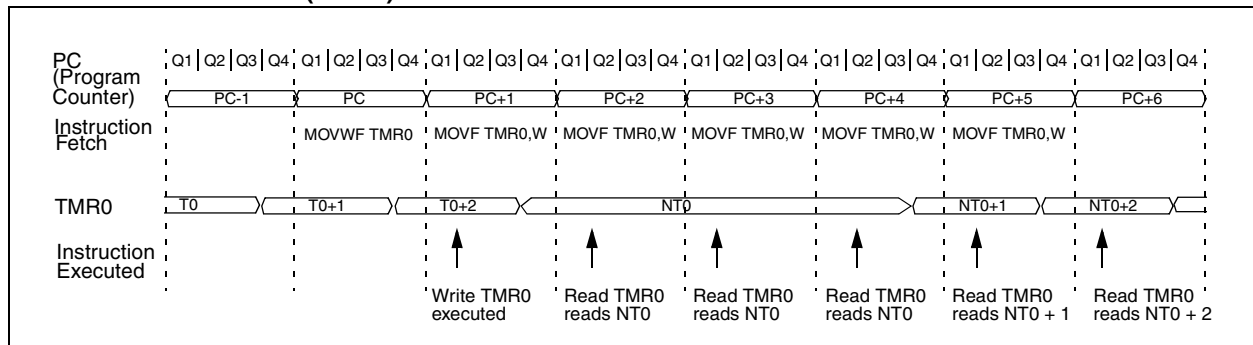 PC Q1 Q2 Q3 Q4 Q1 Q2 Q3 Q4 Q1 Q2 Q3 Q4 Q1 Q2 Q3 Q4 Q1 Q2 Q3 Q4 Q1 Q2 Q3 Q4 Q1 Q2 Q3 Q4 Q1 Q2 Q3 Q4
(Program
Counter) PC-1 PC PC+1 PC+2 PC+3 PC+4 PC+5 PC+6
Instruction
Fetch MOVWF TMR0 MOVF TMR0,W MOVF TMR0,W MOVF TMR0,W MOVF TMR0,W MOVF TMR0,W
TMR0 T0 T0+1 T0+2 NT0 NT0+1 NT0+2
Instruction
Executed
Write TMR0 Read TMR0 Read TMR0 Read TMR0 Read TMR0 Read TMR0
executed reads NT0 reads NT0 reads NT0 reads NT0 + 1 reads NT0 + 2